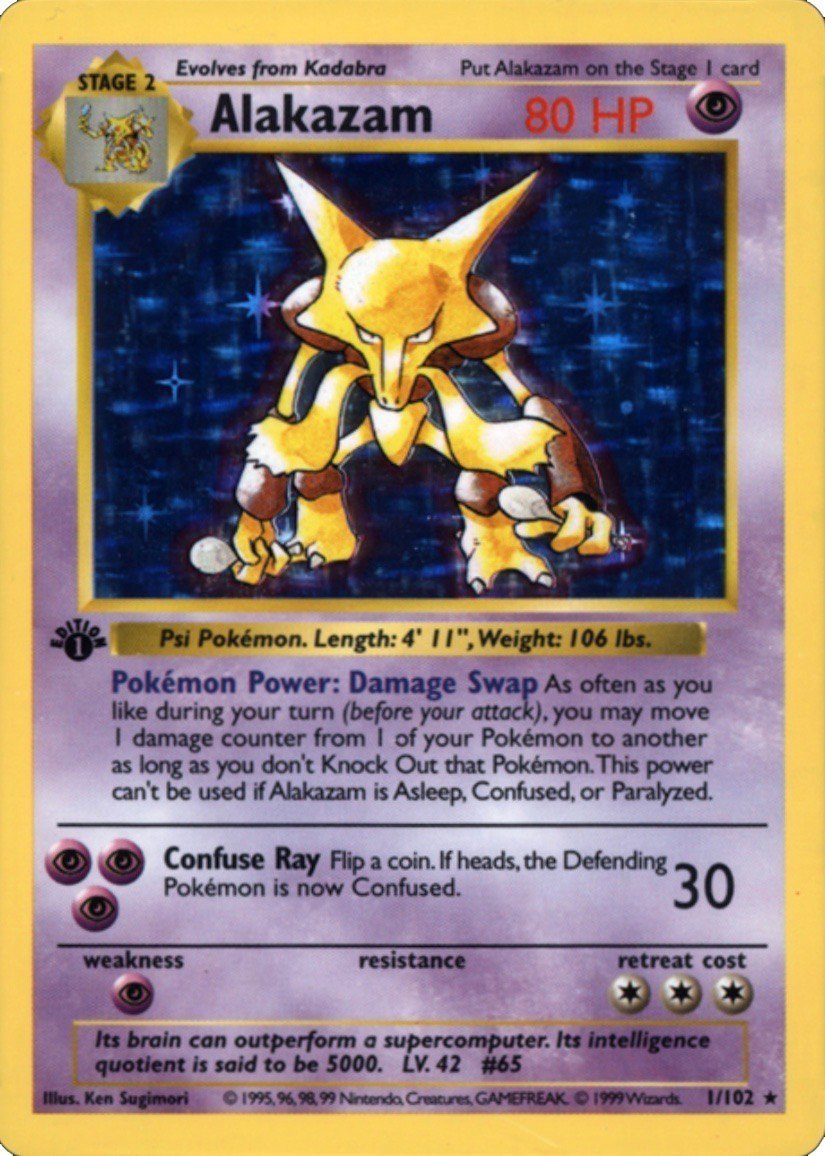 Evolves from Kadabra
Put Alakazam on the Stage 1 card
STAGE 2
Alakazam
80 HP
EDITION
1
Psi Pokémon. Length: 4' 11", Weight: 106 lbs.
Pokémon Power: Damage Swap As often as you
like during your turn (before your attack), you may move
1 damage counter from 1 of your Pokémon to another
as long as you don't Knock Out that Pokémon. This power
can't be used if Alakazam is Asleep, Confused, or Paralyzed.
Confuse Ray Flip a coin. If heads, the Defending
Pokémon is now Confused.
30
weakness
resistance
retreat cost
Its brain can outperform a supercomputer. Its intelligence
quotient is said to be 5000. LV. 42 #65
Illus. Ken Sugimori
© 1995, 96, 98, 99 Nintendo, Creatures, GAMEFREAK. © 1999 Wizards.
1/102 ★